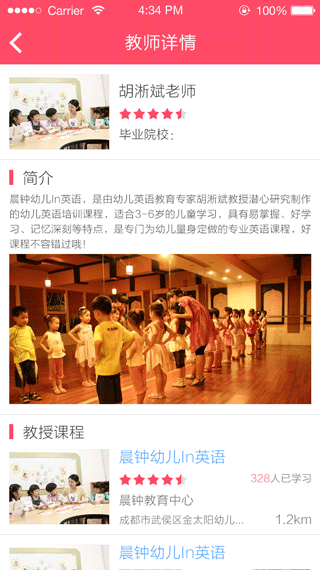 Carrier 4:34 PM 100%
教师详情
胡淅斌老师
毕业院校：
简介
晨钟幼儿In英语，是由幼儿英语教育专家胡淅斌教授潜心研究制作
的幼儿英语培训课程，适合3-6岁的儿童学习，具有易掌握、好学
习、记忆深刻等特点，是专门为幼儿量身定做的专业英语课程，好
课程不容错过哦！
教授课程
晨钟幼儿In英语
328人已学习
晨钟教育中心
成都市武侯区金太阳幼儿... 1.2km
晨钟幼儿In英语